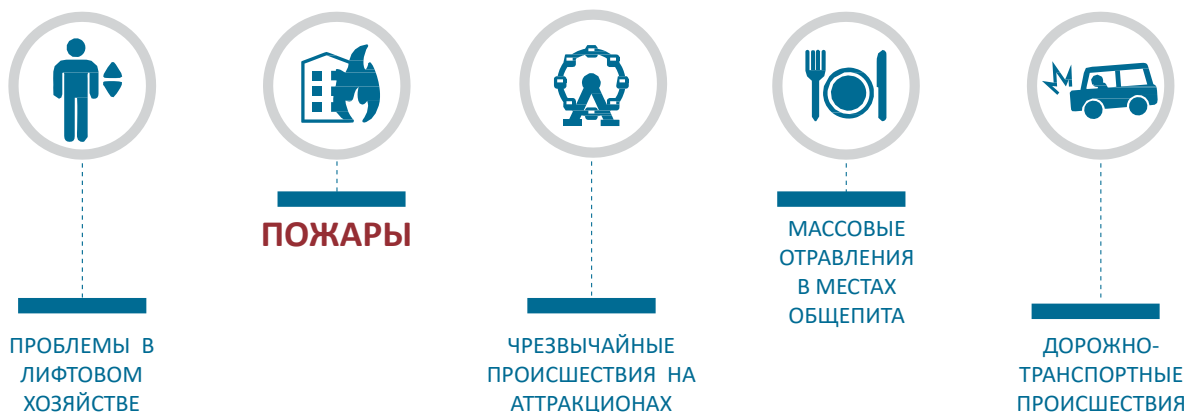 ПРОБЛЕМЫ В
ЛИФТОВОМ
ХОЗЯЙСТВЕ
ПОЖАРЫ
ЧРЕЗВЫЧАЙНЫЕ
ПРОИСШЕСТВИЯ НА
АТТРАКЦИОНАХ
МАССОВЫЕ
ОТРАВЛЕНИЯ
В МЕСТАХ
ОБЩЕПИТА
ДОРОЖНО-
ТРАНСПОРТНЫЕ
ПРОИСШЕСТВИЯ